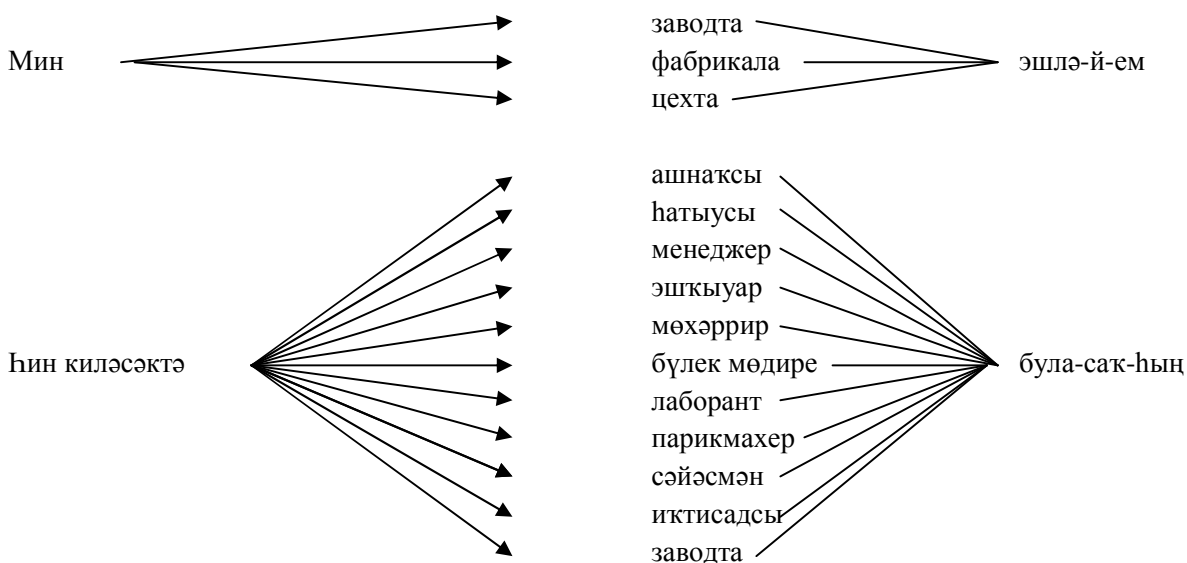 заводта
Мин фабрикала эшлә-й-ем
цехта
ашнаҡсы
һатыусы
менеджер
эшҡыуар
мөхәррир
Һин киләсәктә бүлек мөдире була-саҡ-һың
лаборант
парикмахер
сәйәсмән
иҡтисадсы
заводта